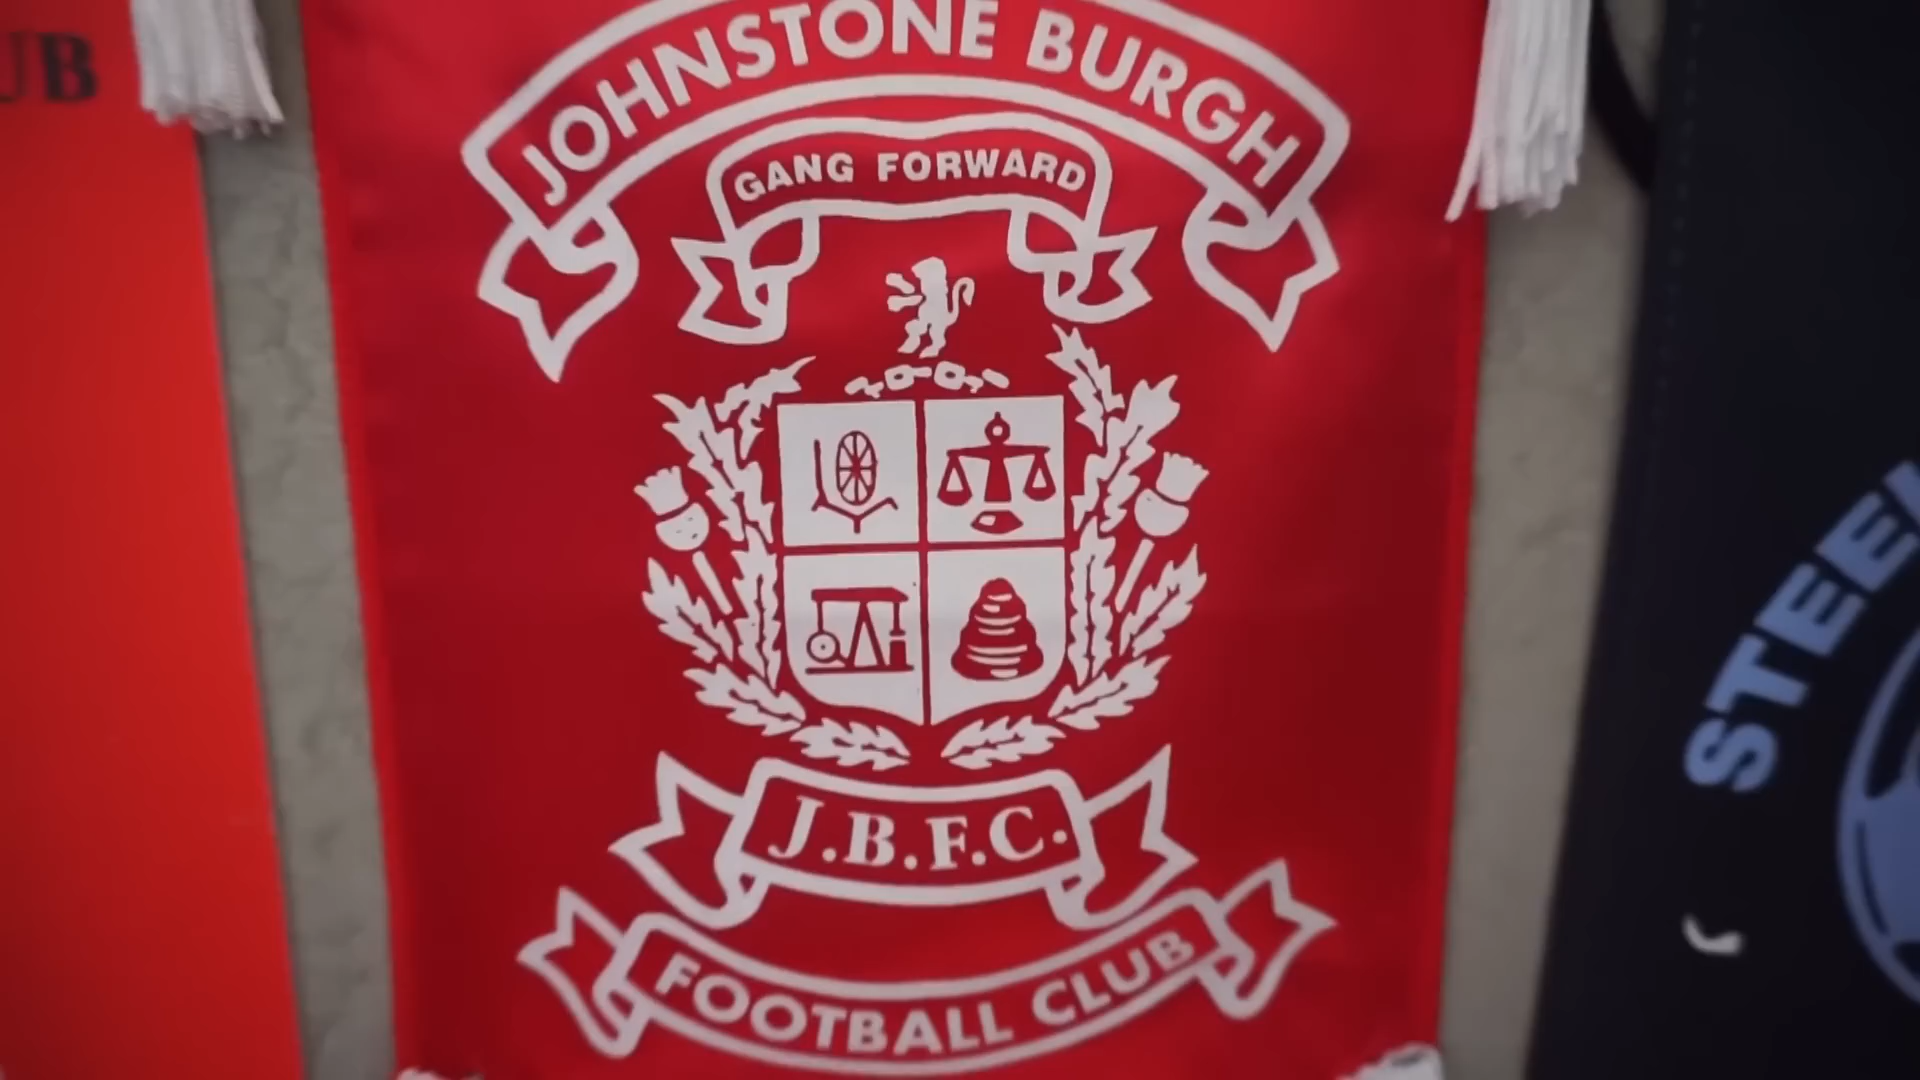 JOHNSTONE BURGH
GANG FORWARD
J.B.F.C.
FOOTBALL CLUB